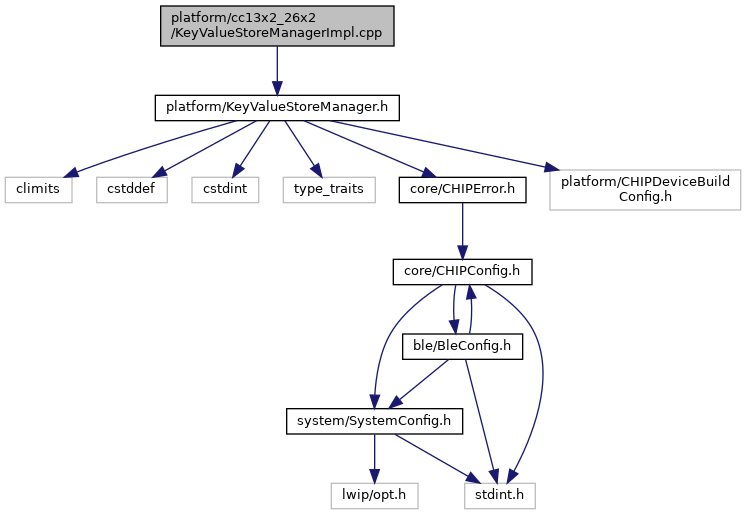 platform/cc13x2_26x2
/KeyValueStoreManagerImpl.cpp
platform/KeyValueStoreManager.h
climits
cstddef
cstdint
type_traits
core/CHIPError.h
platform/CHIPDeviceBuild
Config.h
core/CHIPConfig.h
ble/BleConfig.h
system/SystemConfig.h
lwip/opt.h
stdint.h